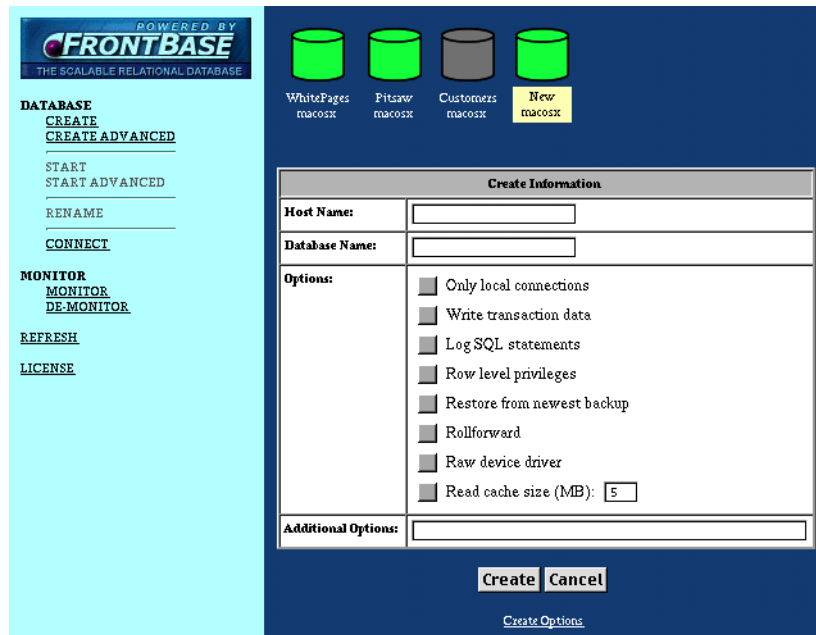 POWERED BY
FRONTBASE
THE SCALABLE RELATIONAL DATABASE
DATABASE
CREATE
CREATE ADVANCED
START
START ADVANCED
RENAME
CONNECT
MONITOR
MONITOR
DE-MONITOR
REFRESH
LICENSE
WhitePages
macosx
Pitsaw
macosx
Customers
macosx
New
macosx
Create Information
Host Name:
Database Name:
Options:
Only local connections
Write transaction data
Log SQL statements
Row level privileges
Restore from newest backup
Rollforward
Raw device driver
Read cache size (MB): 5
Additional Options:
Create Cancel
Create Options